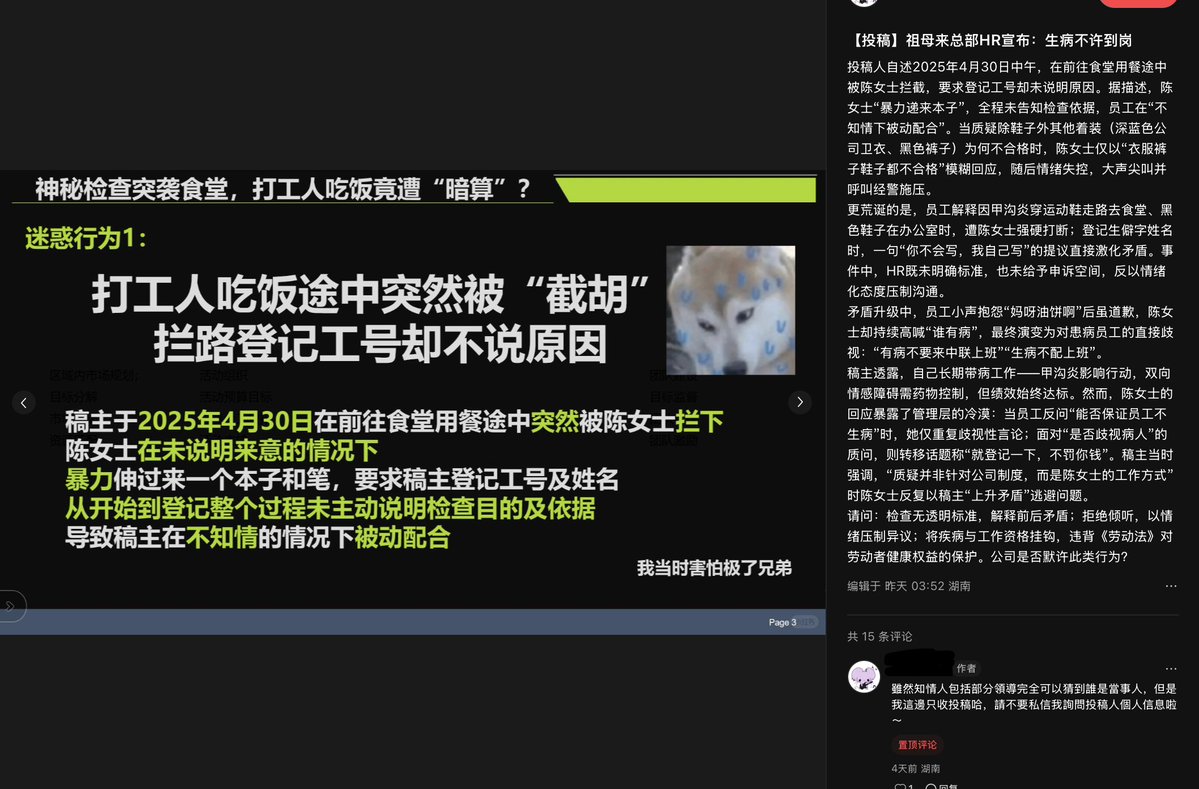 神秘检查突袭食堂，打工人吃饭竟遭“暗算”？
迷惑行为1：
打工人吃饭途中突然被“截胡”
拦路登记工号却不说原因
区域内市场规划；
活动组织
目标分解
活动预算目标
目标监督
稿主于2025年4月30日在前往食堂用餐途中突然被陈女士拦下
陈女士在未说明来意的情况下
暴力伸过来一个本子和笔，要求稿主登记工号及姓名
从开始到登记整个过程未主动说明检查目的及依据
导致稿主在不知情的情况下被动配合
我当时害怕极了兄弟
Page 3
【投稿】祖母来总部HR宣布：生病不许到岗
投稿人自述2025年4月30日中午，在前往食堂用餐途中
被陈女士拦截，要求登记工号却未说明原因。据描述，陈
女士“暴力递来本子”，全程未告知检查依据，员工在“不
知情下被动配合”。当质疑除鞋子外其他着装（深蓝色公
司卫衣、黑色裤子）为何不合格时，陈女士仅以“衣服裤
子鞋子都不合格”模糊回应，随后情绪失控，大声尖叫并
呼叫经警施压。
更荒诞的是，员工解释因甲沟炎穿运动鞋走路去食堂、黑
色鞋子在办公室时，遭陈女士强硬打断；登记生僻字姓名
时，一句“你不会写，我自己写”的提议直接激化矛盾。事
件中，HR既未明确标准，也未给予申诉空间，反以情绪
化态度压制沟通。
矛盾升级中，员工小声抱怨“妈呀油饼啊”后虽道歉，陈女
士却持续高喊“谁有病”，最终演变为对患病员工的直接歧
视：“有病不要来中联上班”“生病不配上班”。
稿主透露，自己长期带病工作——甲沟炎影响行动，双向
情感障碍需药物控制，但绩效始终达标。然而，陈女士的
回应暴露了管理层的冷漠：当员工反问“能否保证员工不
生病”时，她仅重复歧视性言论；面对“是否歧视病人”的
质问，则转移话题称“就登记一下，不罚你钱”。稿主当时
强调，“质疑并非针对公司制度，而是陈女士的工作方式”
时陈女士反复以稿主“上升矛盾”逃避问题。
请问：检查无透明标准，解释前后矛盾；拒绝倾听，以情
绪压制异议；将疾病与工作资格挂钩，违背《劳动法》对
劳动者健康权益的保护。公司是否默许此类行为？
编辑于 昨天 03:52 湖南
共 15 条评论
作者
雖然知情人包括部分領導完全可以猜到誰是當事人，但是
我這邊只收投稿哈，請不要私信我詢問投稿人個人信息啦
～
置顶评论
4天前 湖南
1
回复